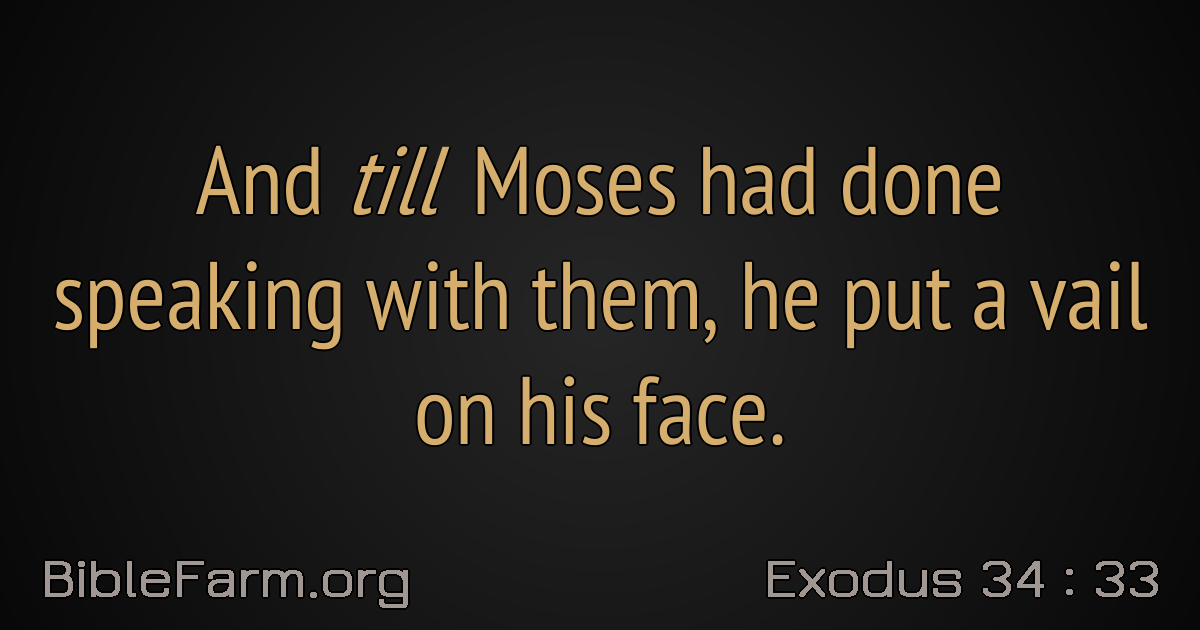 And till Moses had done
speaking with them, he put a vail
on his face.
BibleFarm.org
Exodus 34 : 33